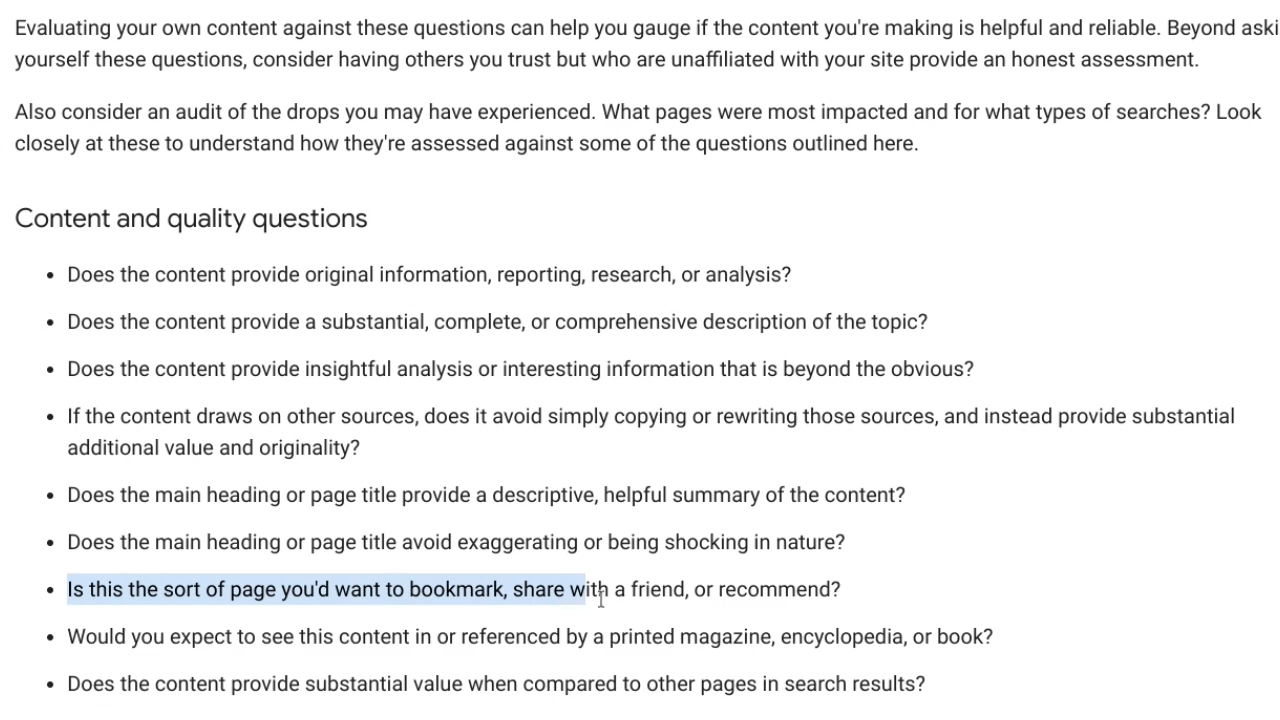 Evaluating your own content against these questions can help you gauge if the content you're making is helpful and reliable. Beyond aski
yourself these questions, consider having others you trust but who are unaffiliated with your site provide an honest assessment.
Also consider an audit of the drops you may have experienced. What pages were most impacted and for what types of searches? Look
closely at these to understand how they're assessed against some of the questions outlined here.
Content and quality questions
• Does the content provide original information, reporting, research, or analysis?
• Does the content provide a substantial, complete, or comprehensive description of the topic?
• Does the content provide insightful analysis or interesting information that is beyond the obvious?
• If the content draws on other sources, does it avoid simply copying or rewriting those sources, and instead provide substantial
additional value and originality?
• Does the main heading or page title provide a descriptive, helpful summary of the content?
• Does the main heading or page title avoid exaggerating or being shocking in nature?
• Is this the sort of page you'd want to bookmark, share with a friend, or recommend?
• Would you expect to see this content in or referenced by a printed magazine, encyclopedia, or book?
• Does the content provide substantial value when compared to other pages in search results?